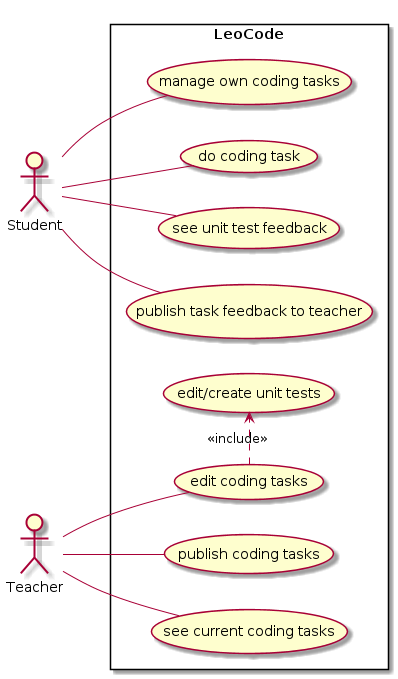 LeoCode
manage own coding tasks
do coding task
see unit test feedback
Student
publish task feedback to teacher
edit/create unit tests
«include»
edit coding tasks
publish coding tasks
Teacher
see current coding tasks